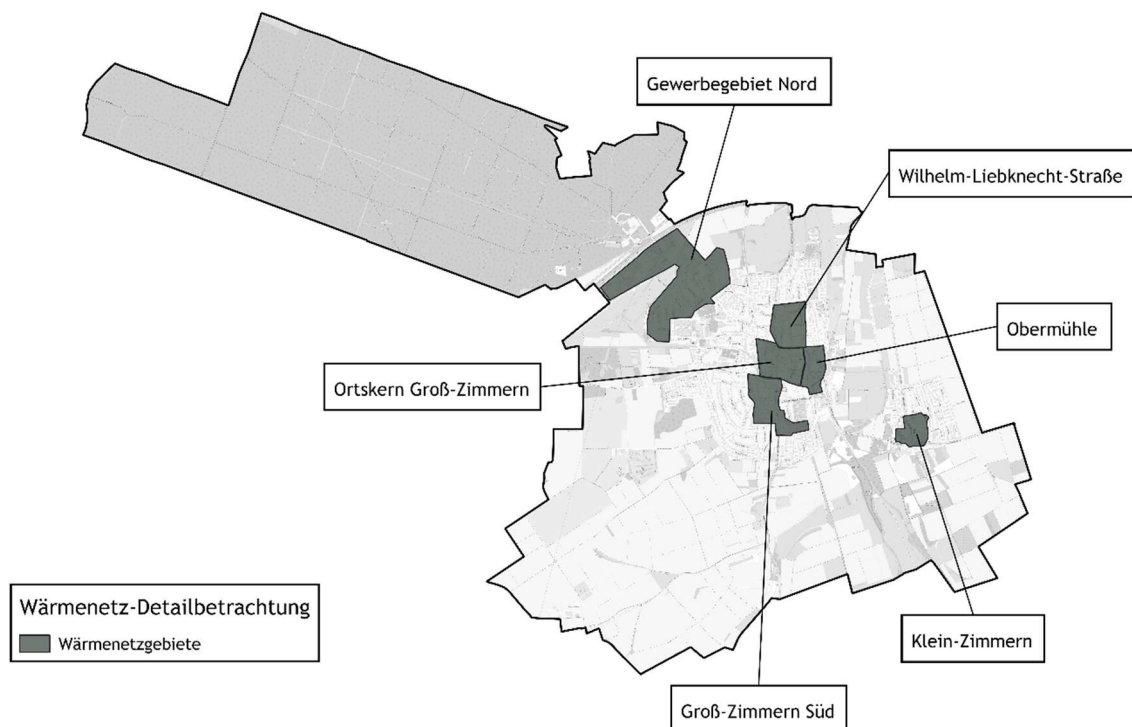 Gewerbegebiet Nord
Wilhelm-Liebknecht-Straße
Obermühle
Ortskern Groß-Zimmern
Wärmenetz-Detailbetrachtung
Wärmenetzgebiete
Klein-Zimmern
Groß-Zimmern Süd